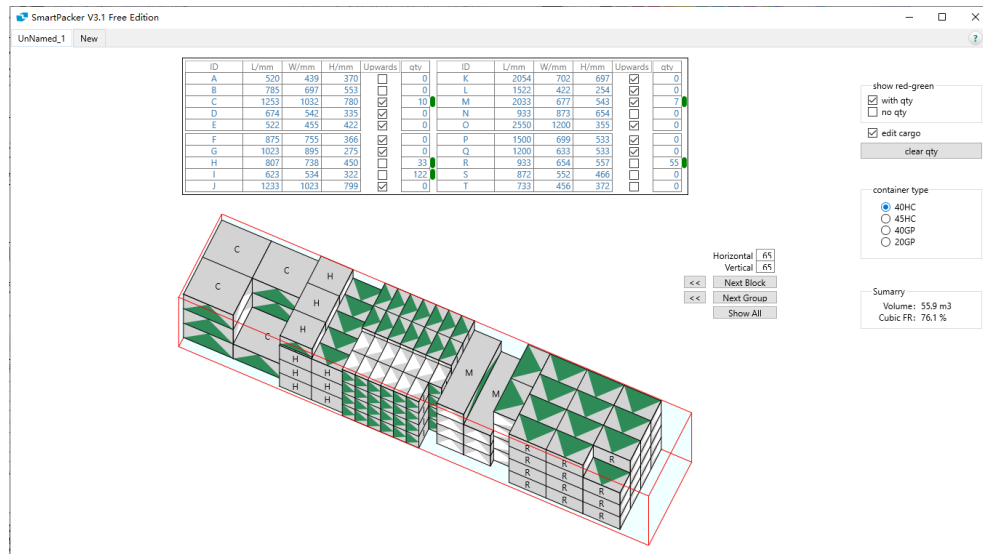 SmartPacker V3.1 Free Edition
UnNamed_1 New ?
ID L/mm W/mm H/mm Upwards qty ID L/mm W/mm H/mm Upwards qty
A 520 439 370 0 K 2054 702 697 0
B 785 697 553 0 L 1522 422 254 0
C 1253 1032 780 10 M 2033 677 543 7
D 674 542 335 0 N 933 873 654 0
E 522 455 422 0 O 2550 1200 355 0
F 875 755 366 0 P 1500 699 533 0
G 1023 895 275 0 Q 1200 633 533 0
H 807 738 450 33 R 933 654 557 55
I 623 534 322 122 S 872 552 466 0
J 1233 1023 799 0 T 733 456 372 0
show red-green
with qty
no qty
edit cargo
clear qty
container type
40HC
45HC
40GP
20GP
Horizontal 65
Vertical 65
<< Next Block
<< Next Group
Show All
Sumarry
Volume: 55.9 m3
Cubic FR: 76.1 %
C C H
C H
C H M
H H M
H H
H H
R R R
R R R
R R R
R R R
R